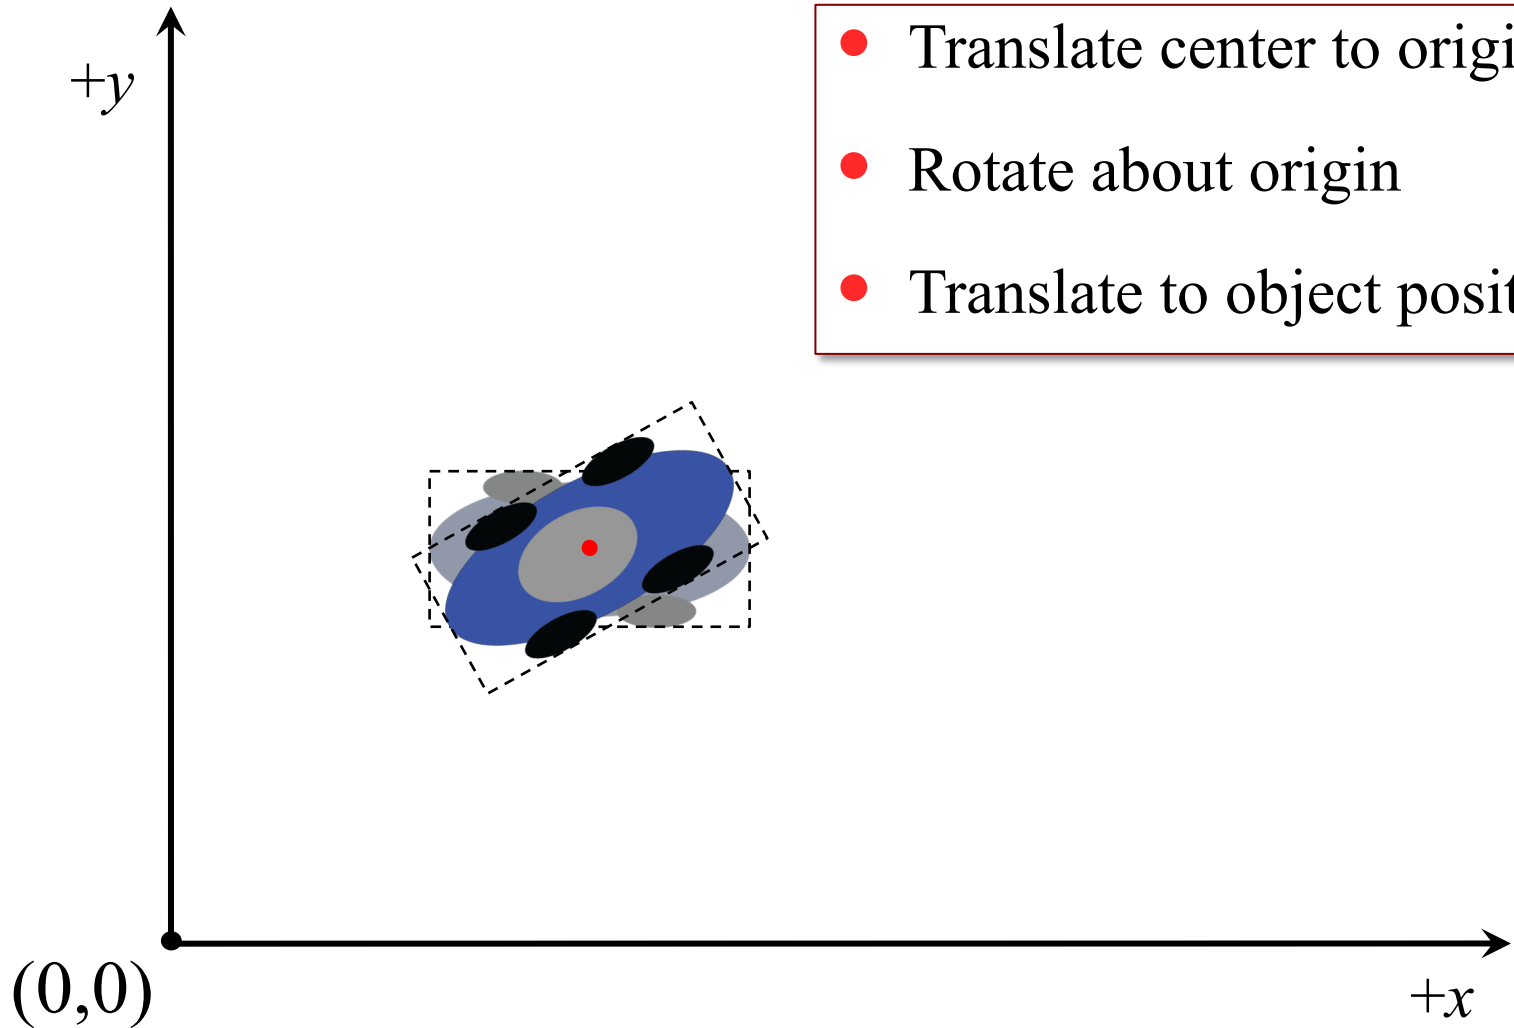 +y
Translate center to origi
Rotate about origin
Translate to object posit
(0,0)
+x